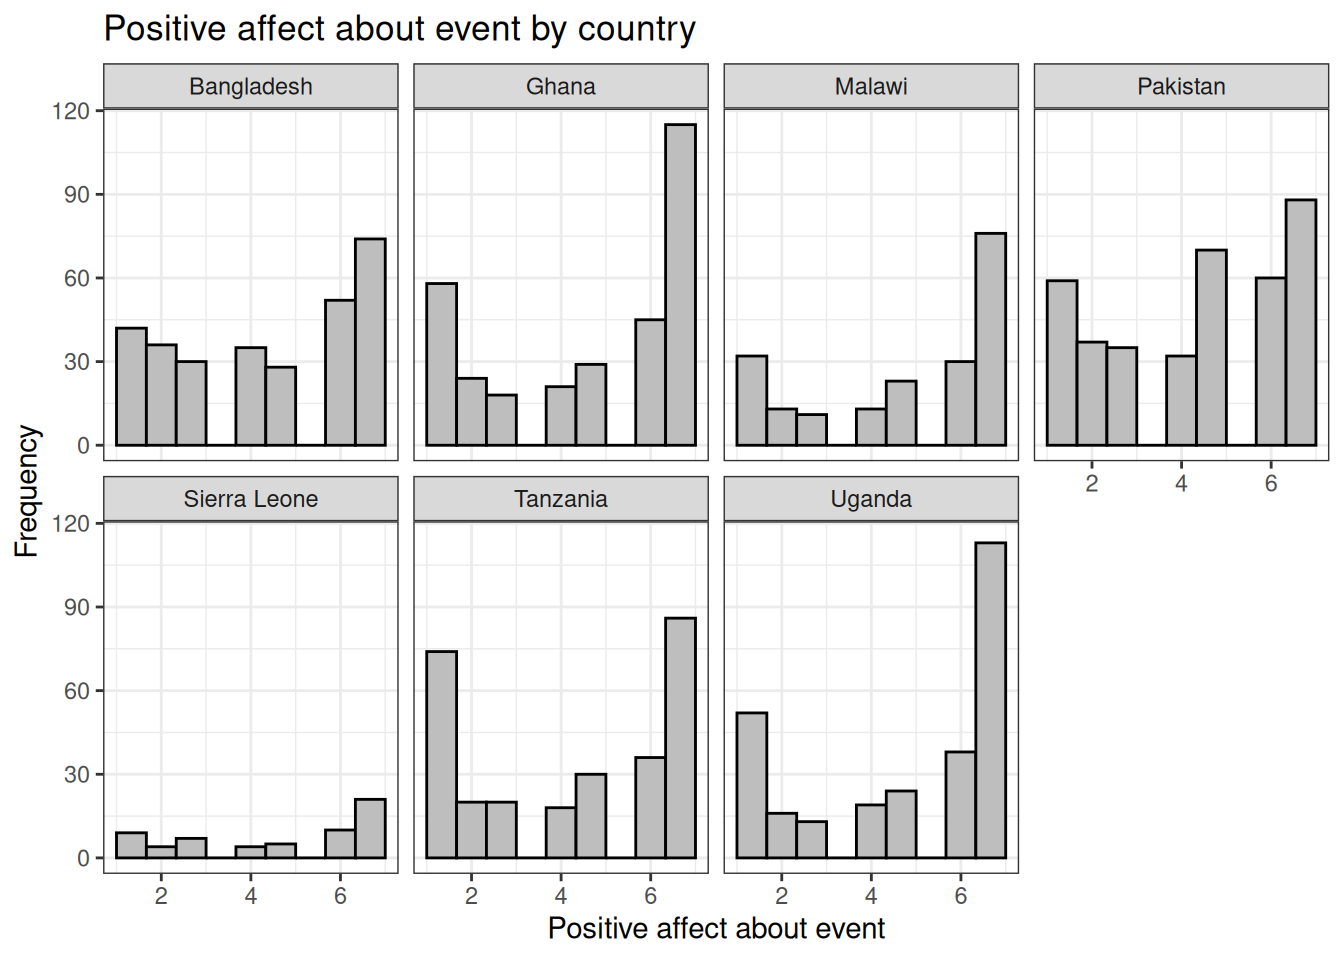 Positive affect about event by country
Bangladesh
Ghana
Malawi
Pakistan
120
90
60
30
0
2
4
6
Sierra Leone
Tanzania
Uganda
120
90
60
30
0
2
4
6
2
4
6
2
4
6
Frequency
Positive affect about event